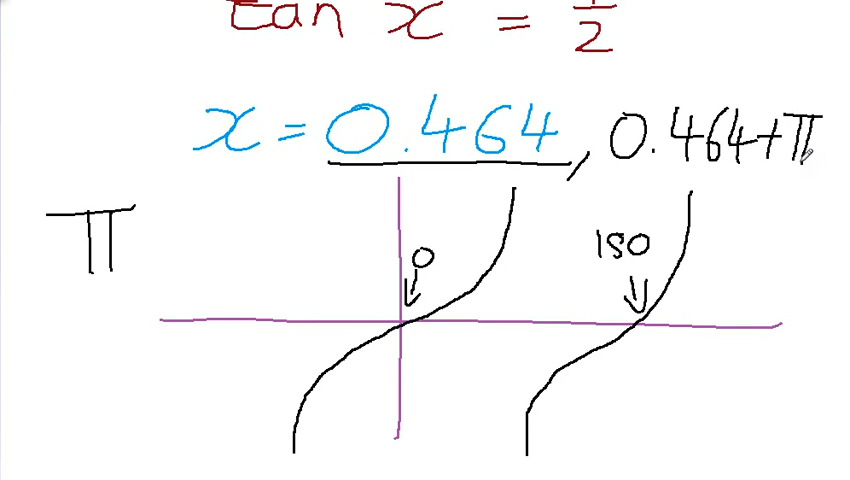 tan x = 1/2
x = 0.464, 0.464+π
π
0
180